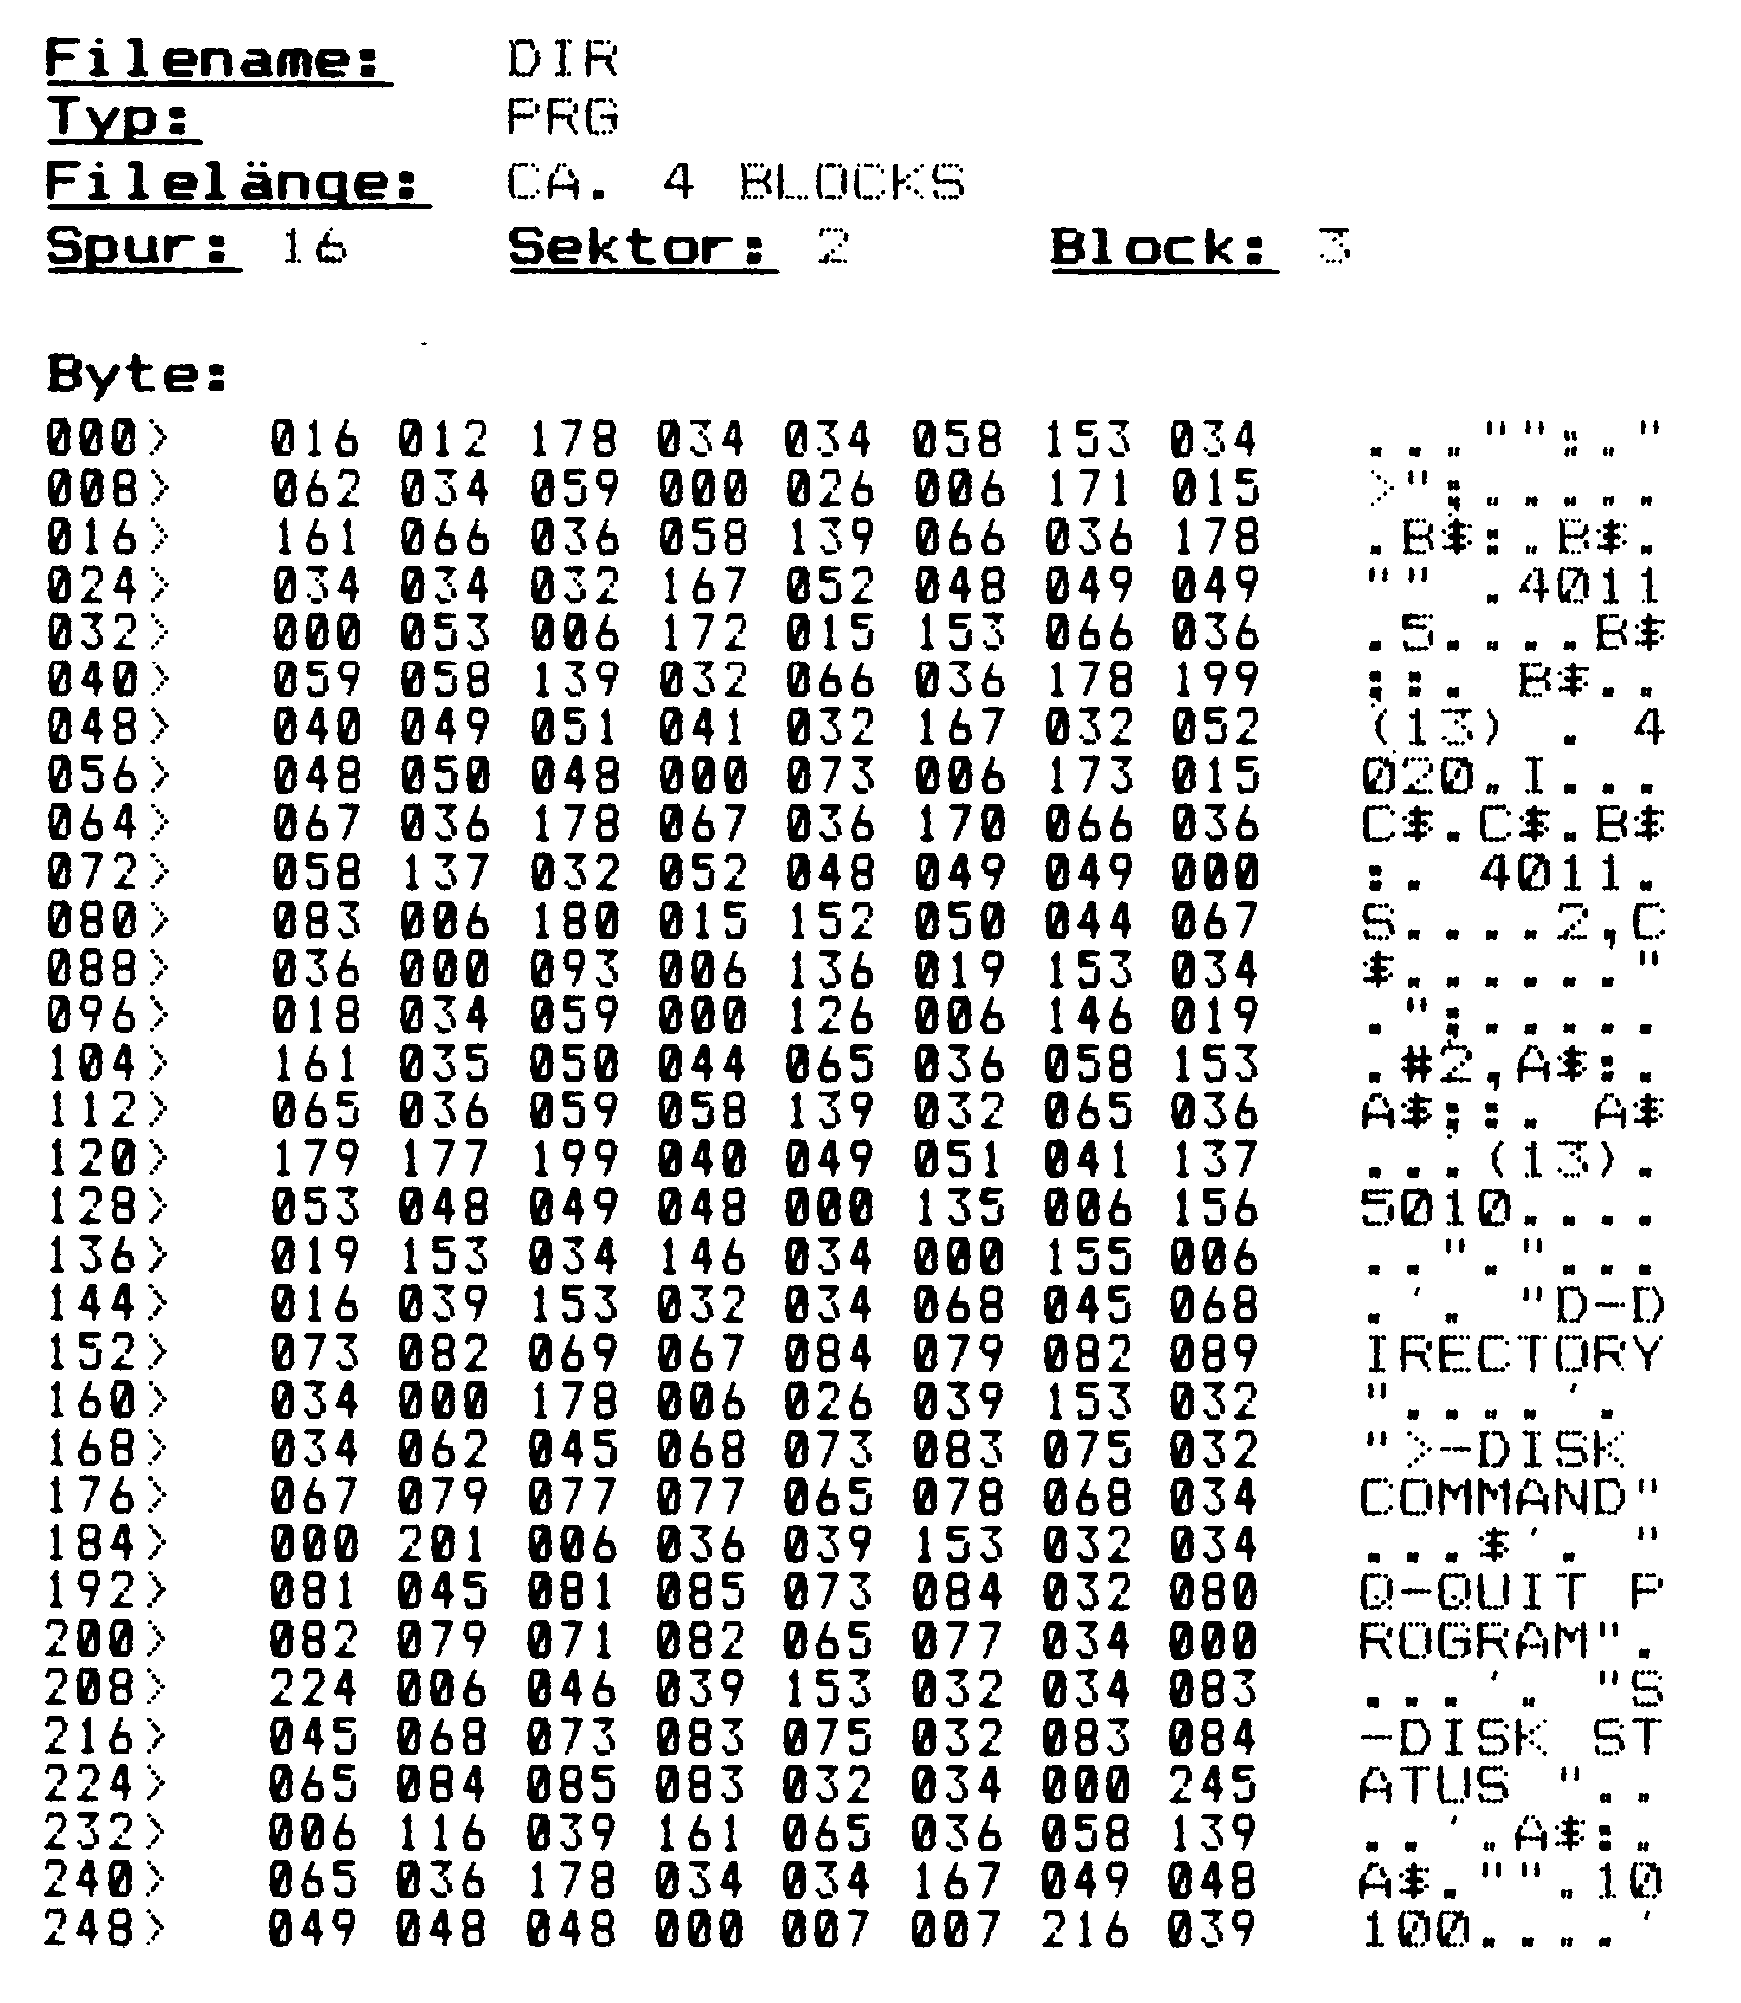 Filename: DIR
Typ: PRG
Filelänge: CA. 4 BLOCKS
Spur: 16 Sektor: 2 Block: 3
Byte:
000> 016 012 178 034 034 058 153 034 ..."":."
008> 062 034 059 000 026 006 171 015 >";.....
016> 161 066 036 058 139 066 036 178 .B$:.B$.
024> 034 034 032 167 052 048 049 049 "" .4011
032> 000 053 006 172 015 153 066 036 .5....B$
040> 059 058 139 032 066 036 178 199 ;:. B$..
048> 040 049 051 041 032 167 032 052 (13) . 4
056> 048 050 048 000 073 006 173 015 020.I...
064> 067 036 178 067 036 170 066 036 C$.C$.B$
072> 058 137 032 052 048 049 049 000 :. 4011.
080> 083 006 180 015 152 050 044 067 S....2,C
088> 036 000 093 006 136 019 153 034 $......"
096> 018 034 059 000 126 006 146 019 .";.....
104> 161 035 050 044 065 036 058 153 .#2,A$:.
112> 065 036 059 058 139 032 065 036 A$;:. A$
120> 179 177 199 040 049 051 041 137 ...(13).
128> 053 048 049 048 000 135 006 156 5010....
136> 019 153 034 146 034 000 155 006 .."."...
144> 016 039 153 032 034 068 045 068 .'. "D-D
152> 073 082 069 067 084 079 082 089 IRECTORY
160> 034 000 178 006 026 039 153 032 "....'.
168> 034 062 045 068 073 083 075 032 ">-DISK
176> 067 079 077 077 065 078 068 034 COMMAND"
184> 000 201 006 036 039 153 032 034 ...$'. "
192> 081 045 081 085 073 084 032 080 Q-QUIT P
200> 082 079 071 082 065 077 034 000 ROGRAM".
208> 224 006 046 039 153 032 034 083 ...'. "S
216> 045 068 073 083 075 032 083 084 -DISK ST
224> 065 084 085 083 032 034 000 245 ATUS "..
232> 006 116 039 161 065 036 058 139 ..'.A$:.
240> 065 036 178 034 034 167 049 048 A$."".10
248> 049 048 048 000 007 007 216 039 100....'